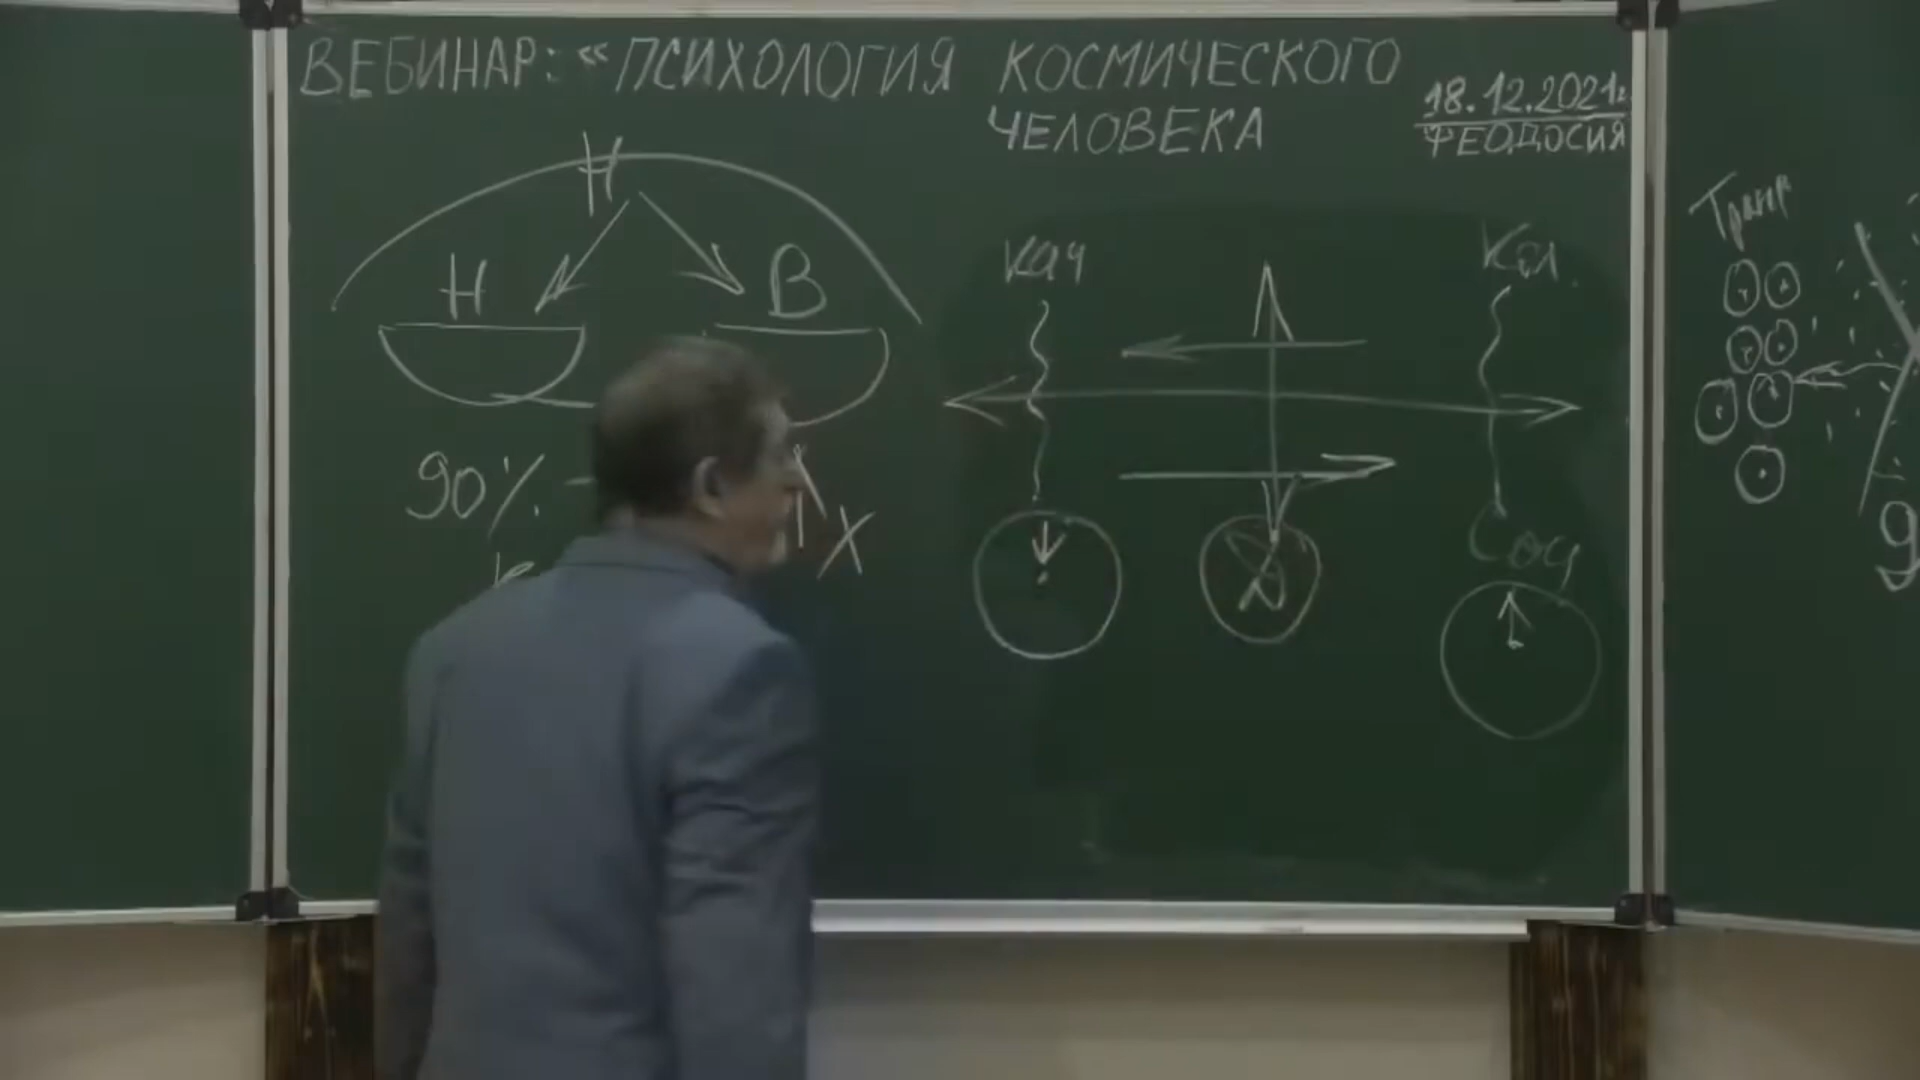 ВЕБИНАР: «ПСИХОЛОГИЯ КОСМИЧЕСКОГО
ЧЕЛОВЕКА
18.12.2021г
ФЕОДОСИЯ
Н
Н
В
90%
X
Кач
Кол.
Соц